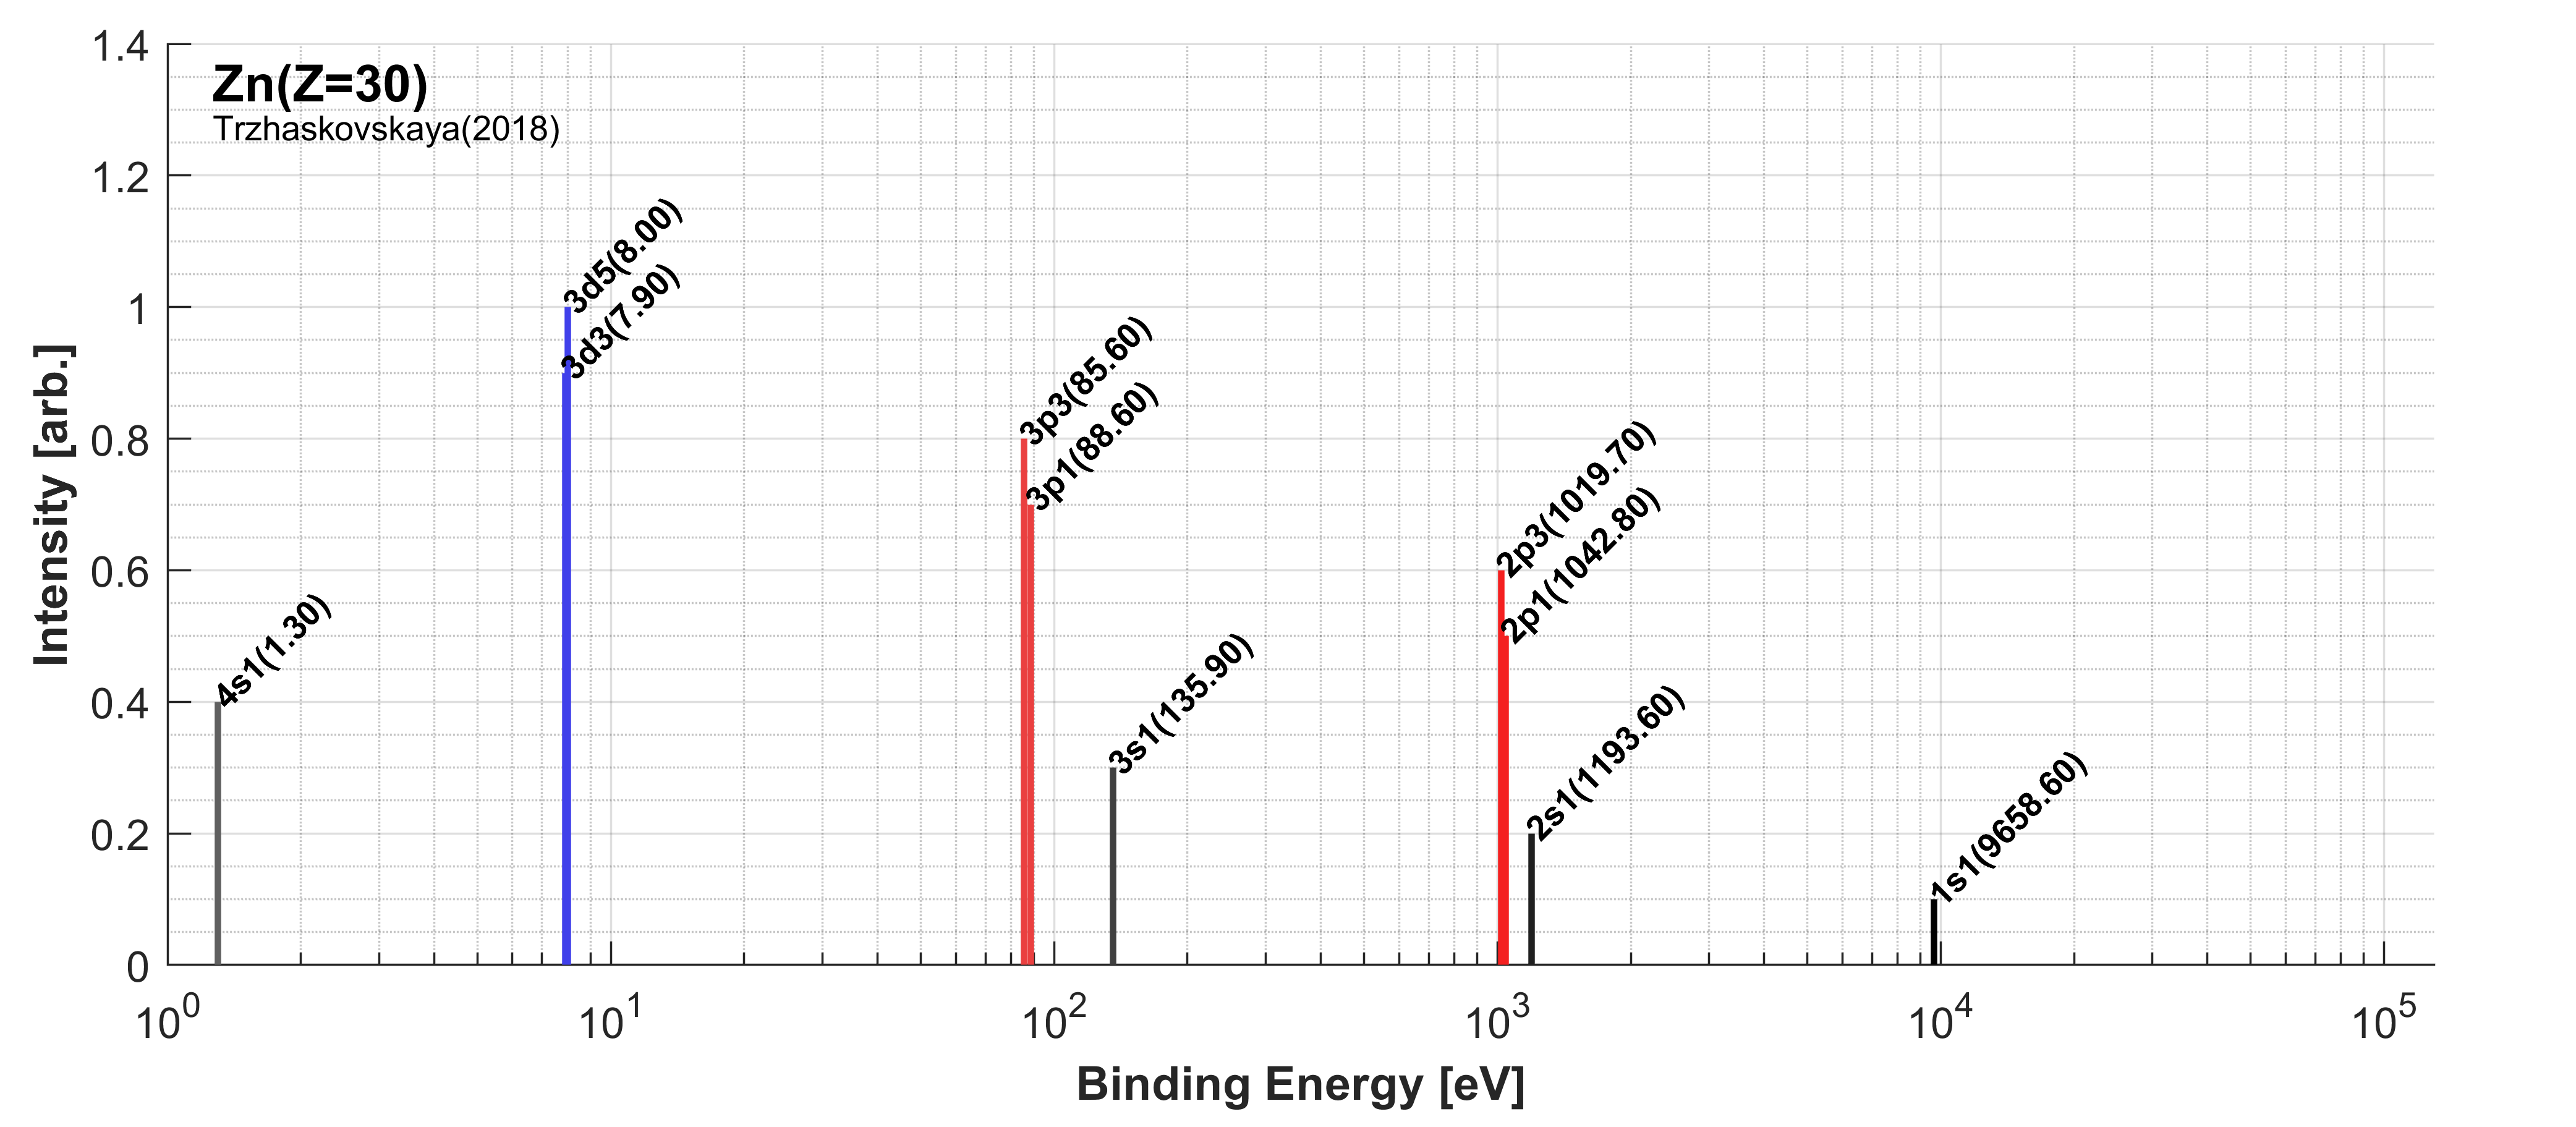 Zn(Z=30)
Trzhaskovskaya(2018)
Intensity [arb.]
1.4
1.2
1
0.8
0.6
0.4
0.2
0
4s1(1.30)
3d5(8.00)
3d3(7.90)
3p3(85.60)
3p1(88.60)
3s1(135.90)
2p3(1019.70)
2p1(1042.80)
2s1(1193.60)
1s1(9658.60)
10^0 10^1 10^2 10^3 10^4 10^5
Binding Energy [eV]